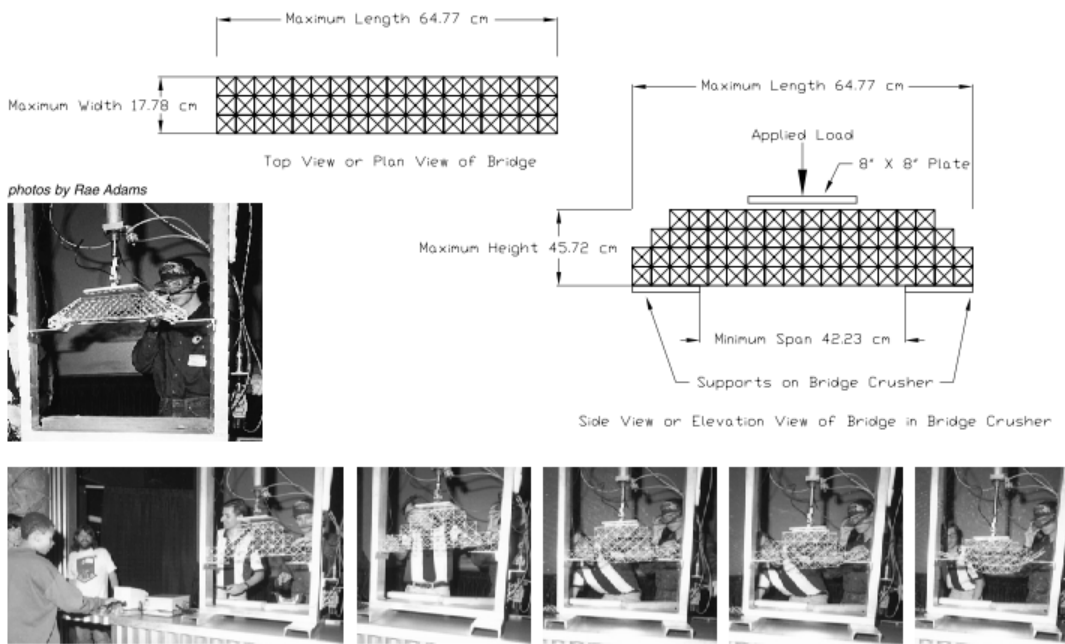 Maximum Length 64.77 cm
Maximum Width 17.78 cm
Top View or Plan View of Bridge
photos by Rae Adams
Maximum Length 64.77 cm
Applied Load
8" X 8" Plate
Maximum Height 45.72 cm
Minimum Span 42.23 cm
Supports on Bridge Crusher
Side View or Elevation View of Bridge in Bridge Crusher